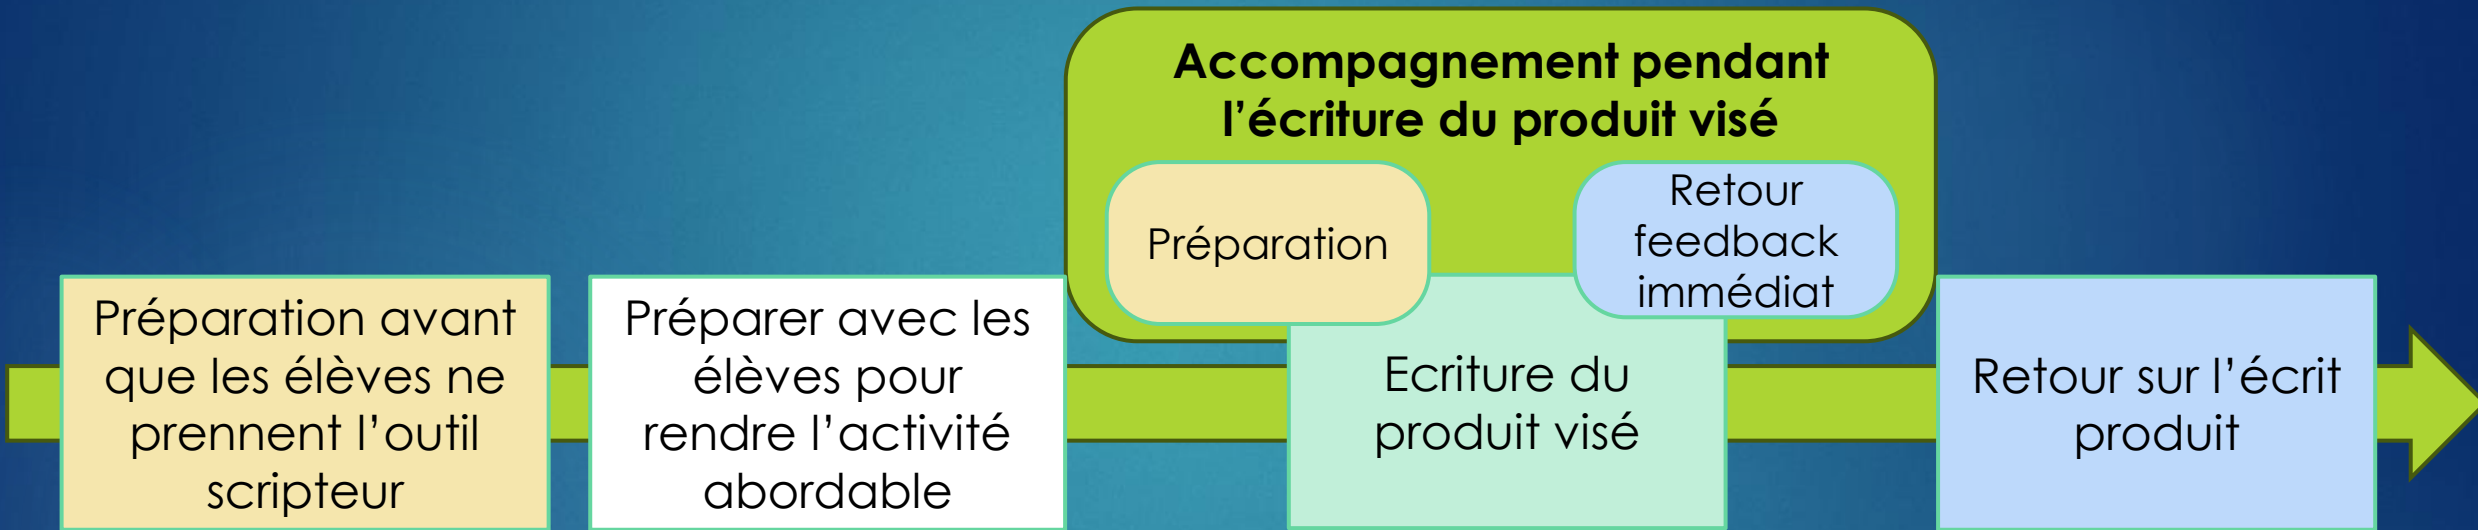 Accompagnement pendant
l’écriture du produit visé
Préparation
Retour
feedback
immédiat
Préparation avant
que les élèves ne
prennent l’outil
scripteur
Préparer avec les
élèves pour
rendre l’activité
abordable
Ecriture du
produit visé
Retour sur l’écrit
produit